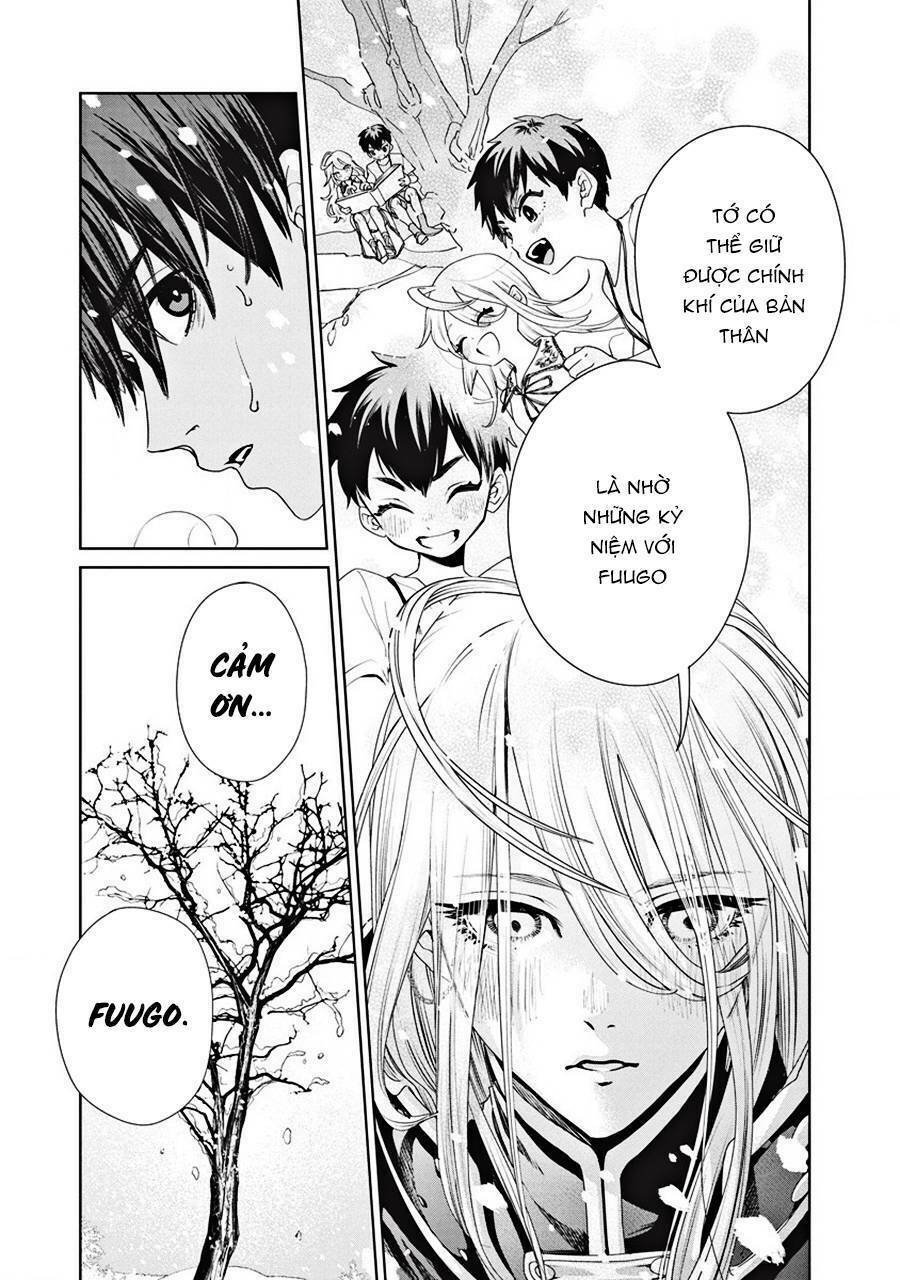 TỚ CÓ
THỂ GIỮ
ĐƯỢC CHÍNH
KHÍ CỦA BẢN
THÂN
LÀ NHỜ
NHỮNG KỶ
NIỆM VỚI
FUUGO
CẢM
ƠN...
FUUGO.